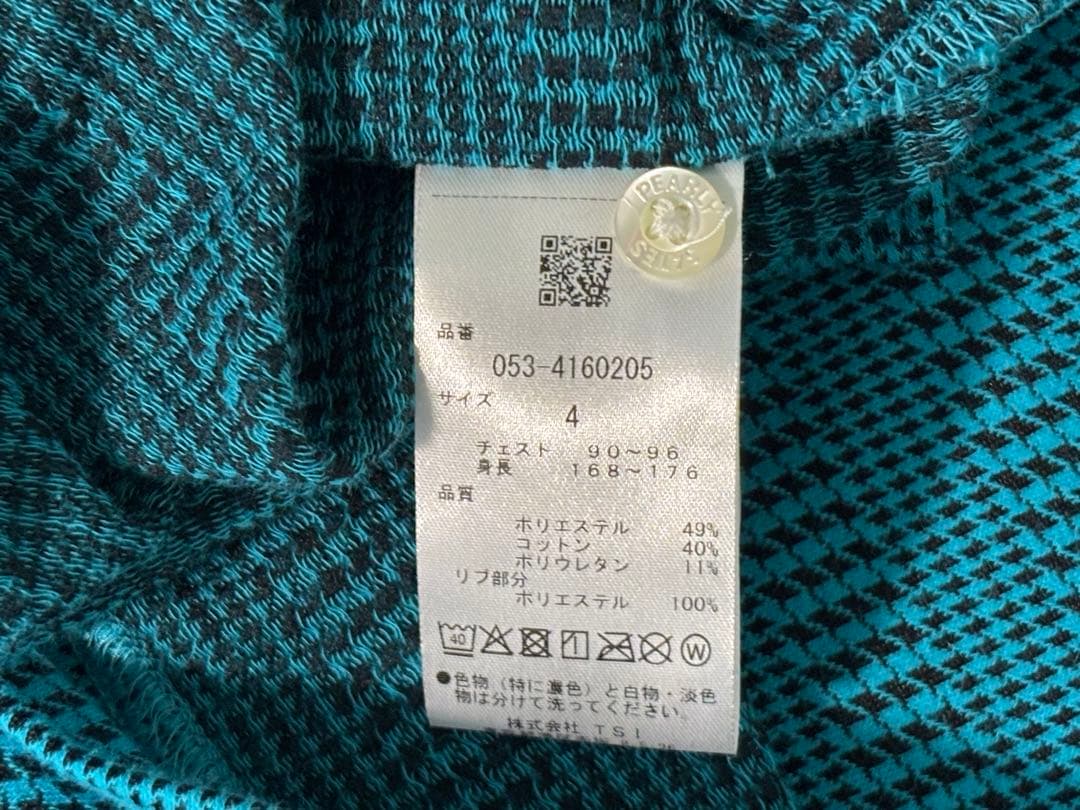 PEARLY
GATES
品番
053-4160205
サイズ
4
チェスト 90～96
身長 168～176
品質
ポリエステル 49%
コットン 40%
ポリウレタン 11%
リブ部分
ポリエステル 100%
40
W
●色物（特に濃色）と白物・淡色
物は分けて洗ってください。
株式会社 TSI